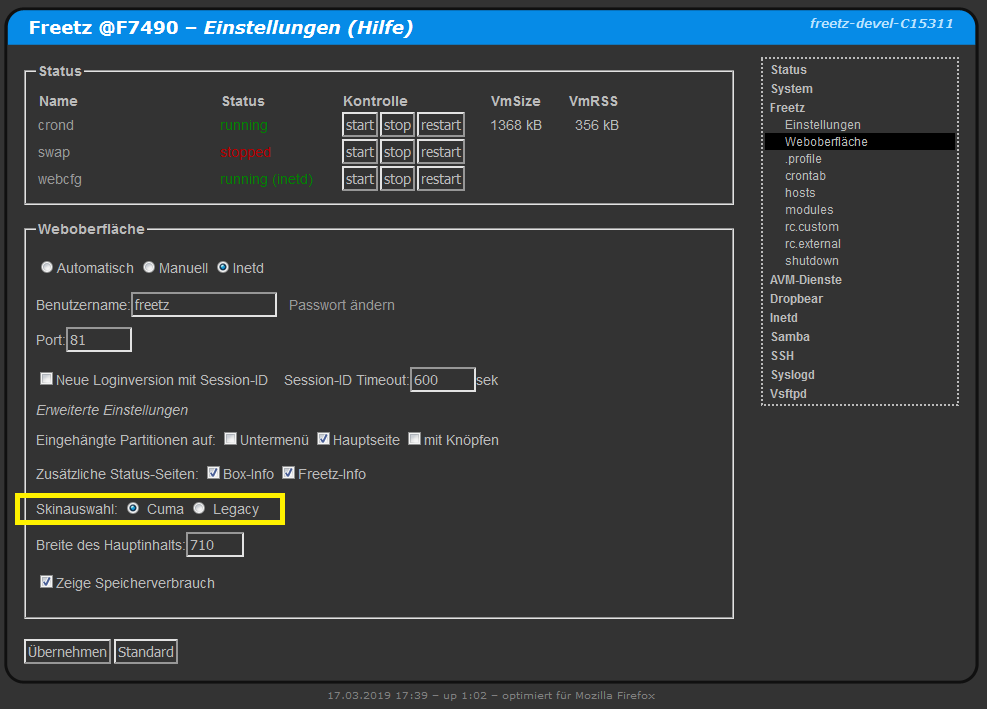 Freetz @F7490 – Einstellungen (Hilfe)
freetz-devel-C15311
Status
Name Status Kontrolle VmSize VmRSS
crond running start stop restart 1368 kB 356 kB
swap stopped start stop restart
webcfg running (inetd) start stop restart
Weboberfläche
Automatisch Manuell Inetd
Benutzername: freetz Passwort ändern
Port: 81
Neue Loginversion mit Session-ID Session-ID Timeout: 600 sek
Erweiterte Einstellungen
Eingehängte Partitionen auf: Untermenü Hauptseite mit Knöpfen
Zusätzliche Status-Seiten: Box-Info Freetz-Info
Skinauswahl: Cuma Legacy
Breite des Hauptinhalts: 710
Zeige Speicherverbrauch
Übernehmen Standard
Status
System
Freetz
Einstellungen
Weboberfläche
.profile
crontab
hosts
modules
rc.custom
rc.external
shutdown
AVM-Dienste
Dropbear
Inetd
Samba
SSH
Syslogd
Vsftpd
17.03.2019 17:39 – up 1:02 – optimiert für Mozilla Firefox